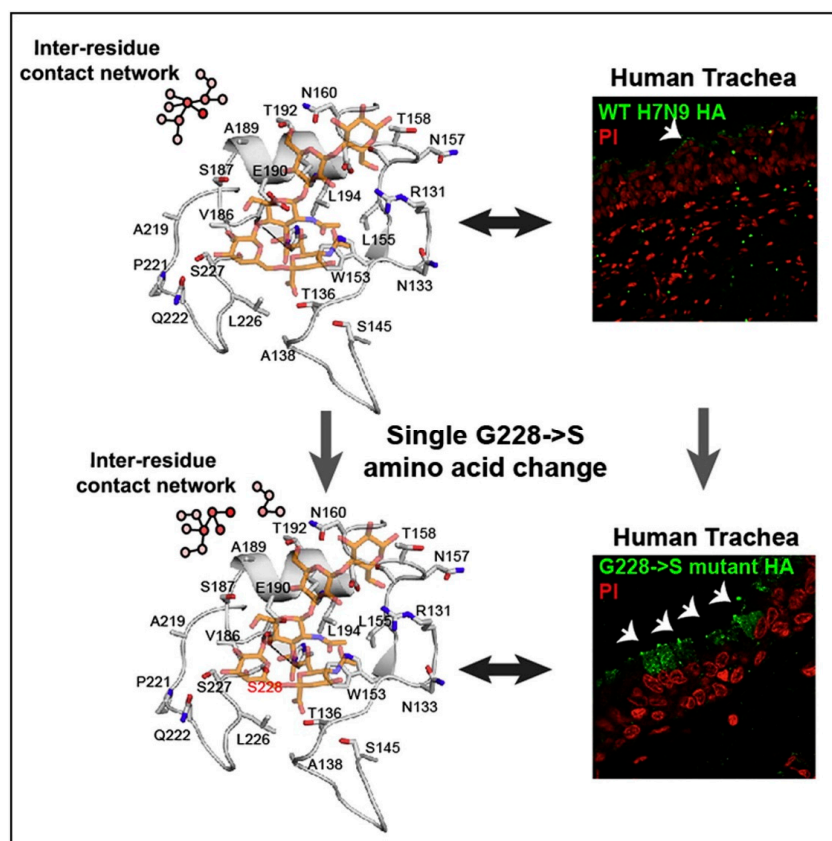 Inter-residue
contact network
N160
T192
T158
A189
N157
S187
E190
R131
L194
V186
A219
L155
P221
S227
W153
N133
Q222
T136
L226
S145
A138
Human Trachea
WT H7N9 HA
PI
Single G228->S
amino acid change
Inter-residue
contact network
N160
T192
T158
A189
N157
S187
E190
R131
A219
L194
L155
V186
P221
S227
S228
W153
N133
Q222
L226
T136
S145
A138
Human Trachea
G228->S mutant HA
PI